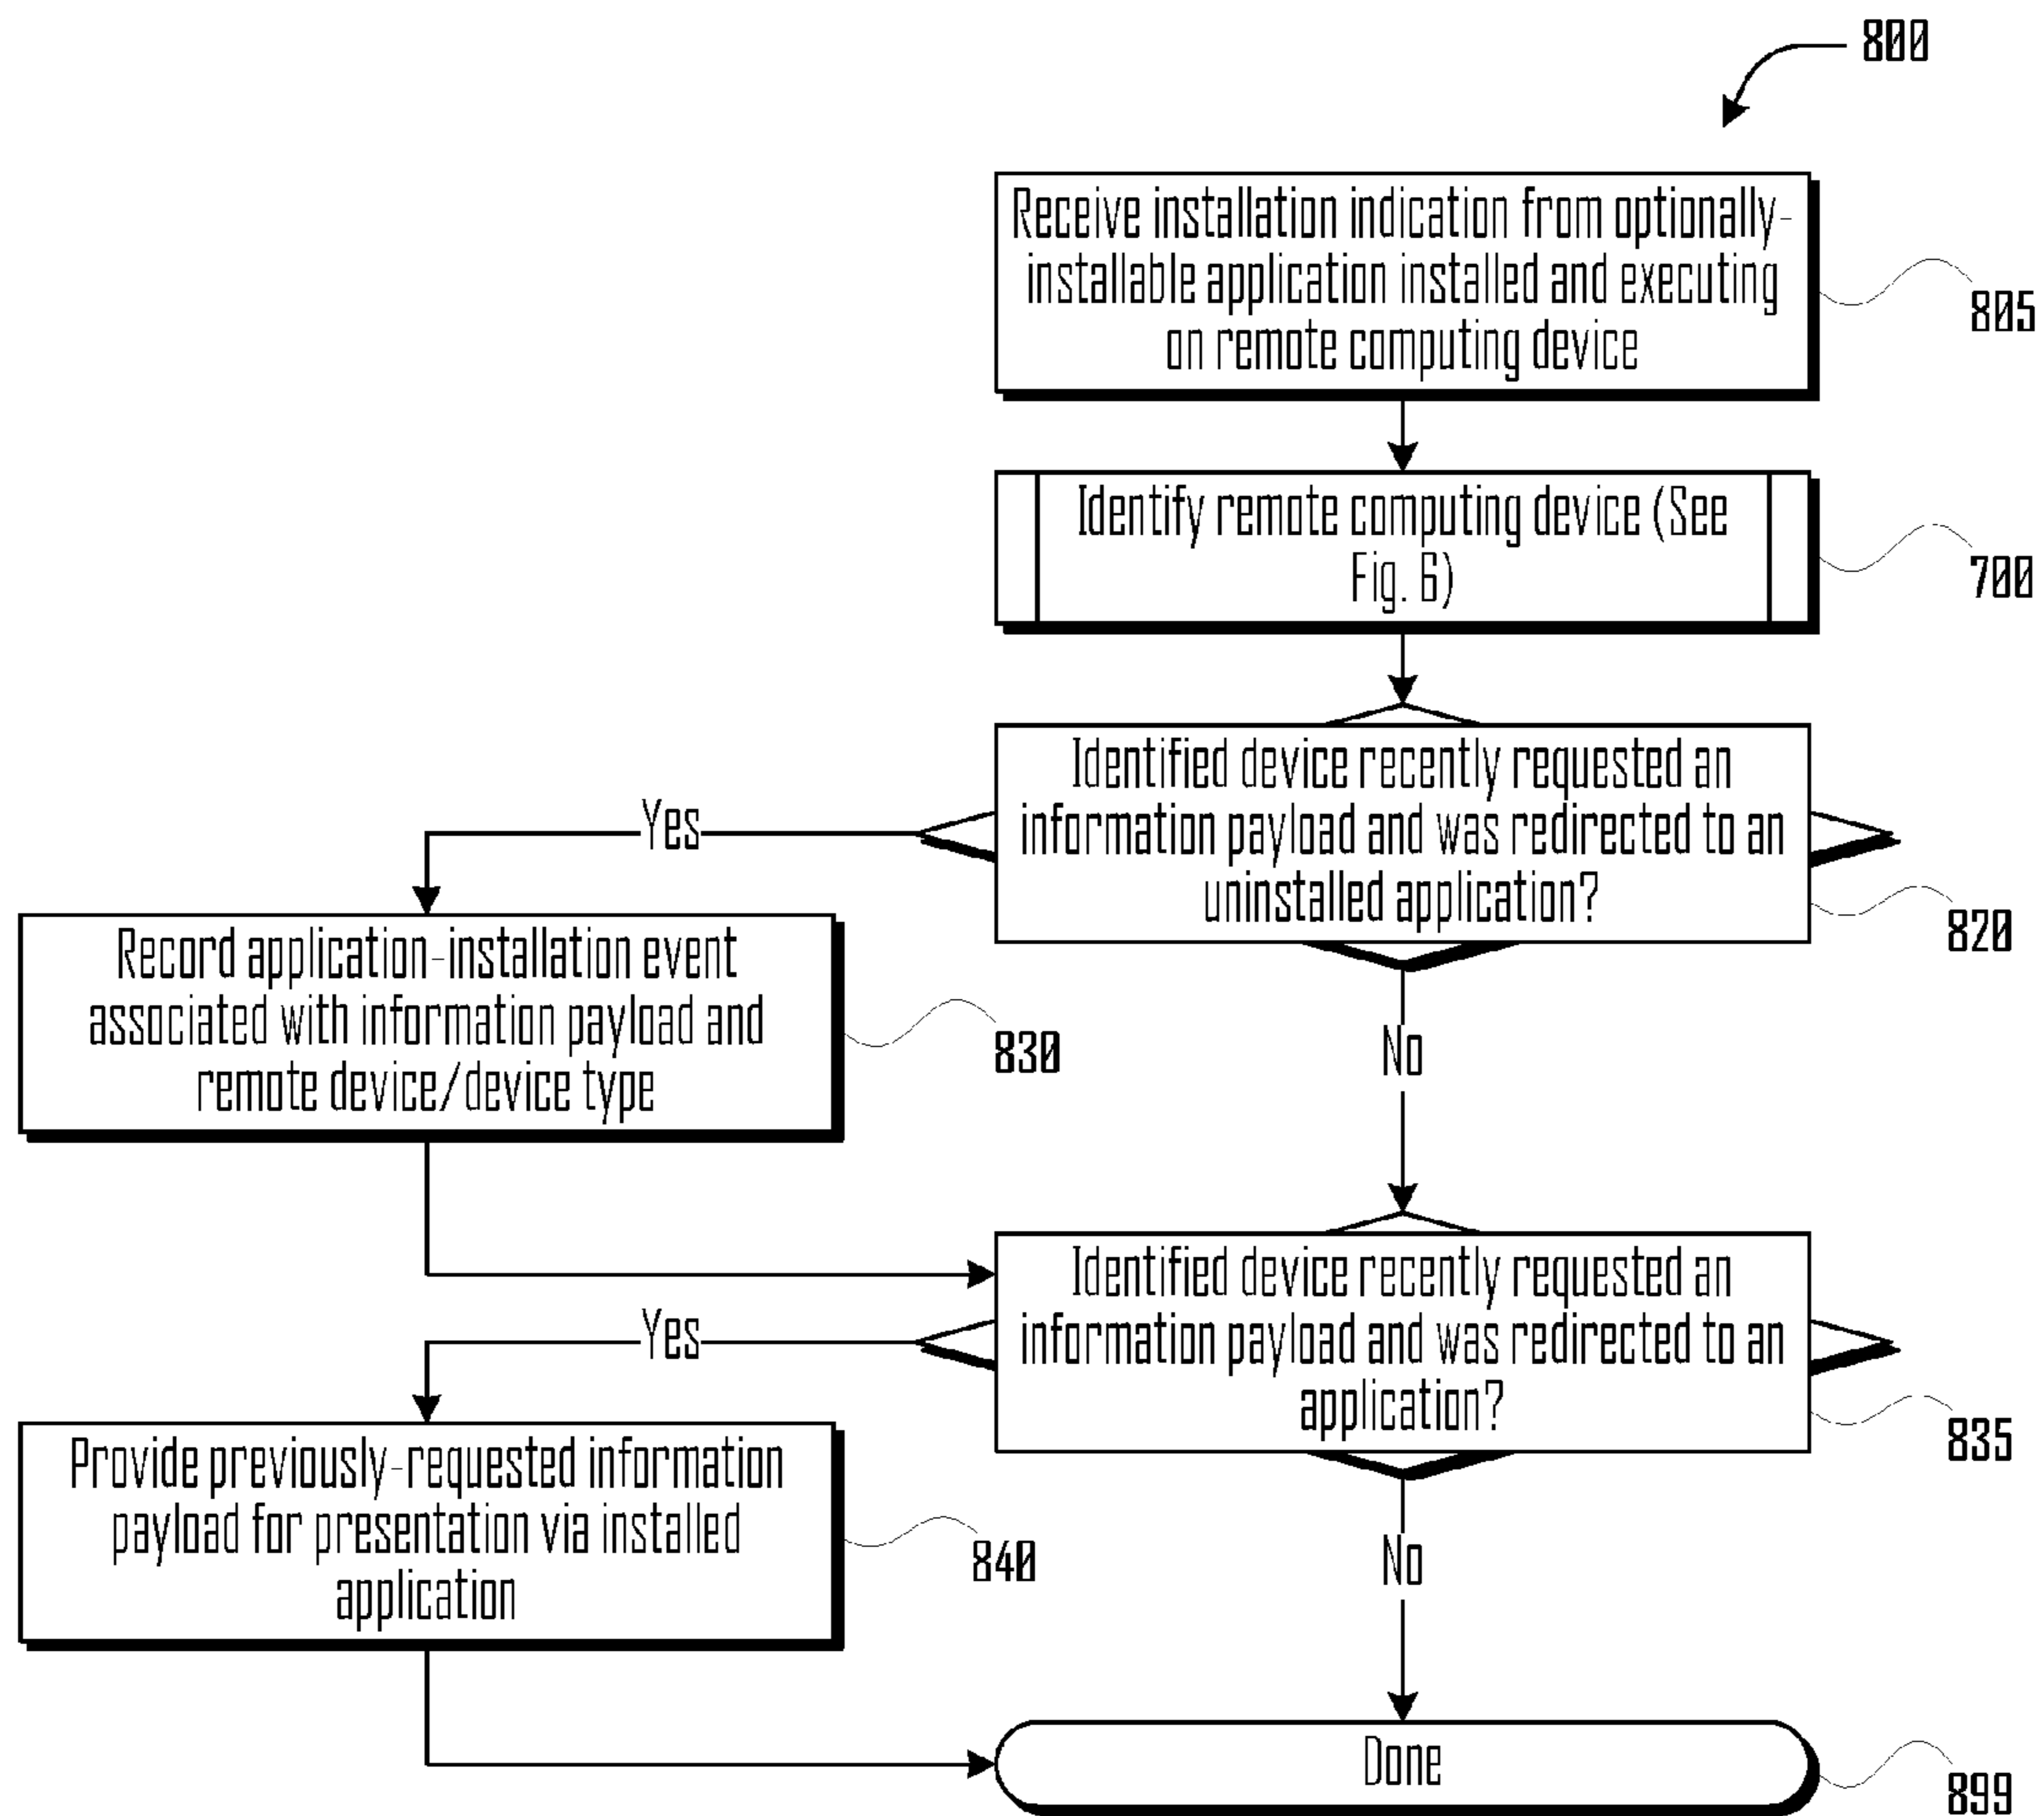 800
Receive installation indication from optionally-
installable application installed and executing
on remote computing device
805
Identify remote computing device (See
Fig. 6)
700
Identified device recently requested an
information payload and was redirected to an
uninstalled application?
820
Yes
Record application-installation event
associated with information payload and
remote device/device type
830
No
Identified device recently requested an
information payload and was redirected to an
application?
835
Yes
Provide previously-requested information
payload for presentation via installed
application
840
No
Done
899